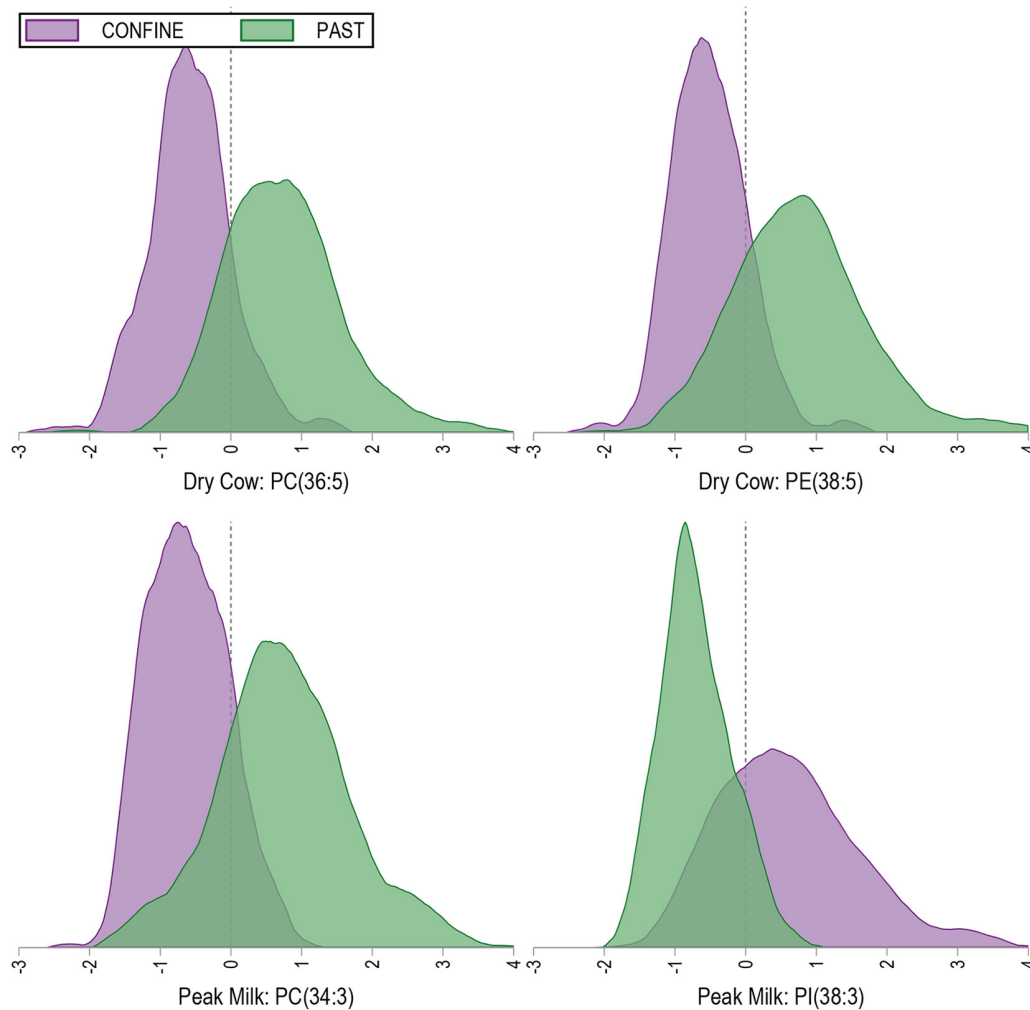 CONFINE PAST
-3 -2 -1 0 1 2 3 4
Dry Cow: PC(36:5)
-3 -2 -1 0 1 2 3 4
Dry Cow: PE(38:5)
-3 -2 -1 0 1 2 3 4
Peak Milk: PC(34:3)
-3 -2 -1 0 1 2 3 4
Peak Milk: PI(38:3)